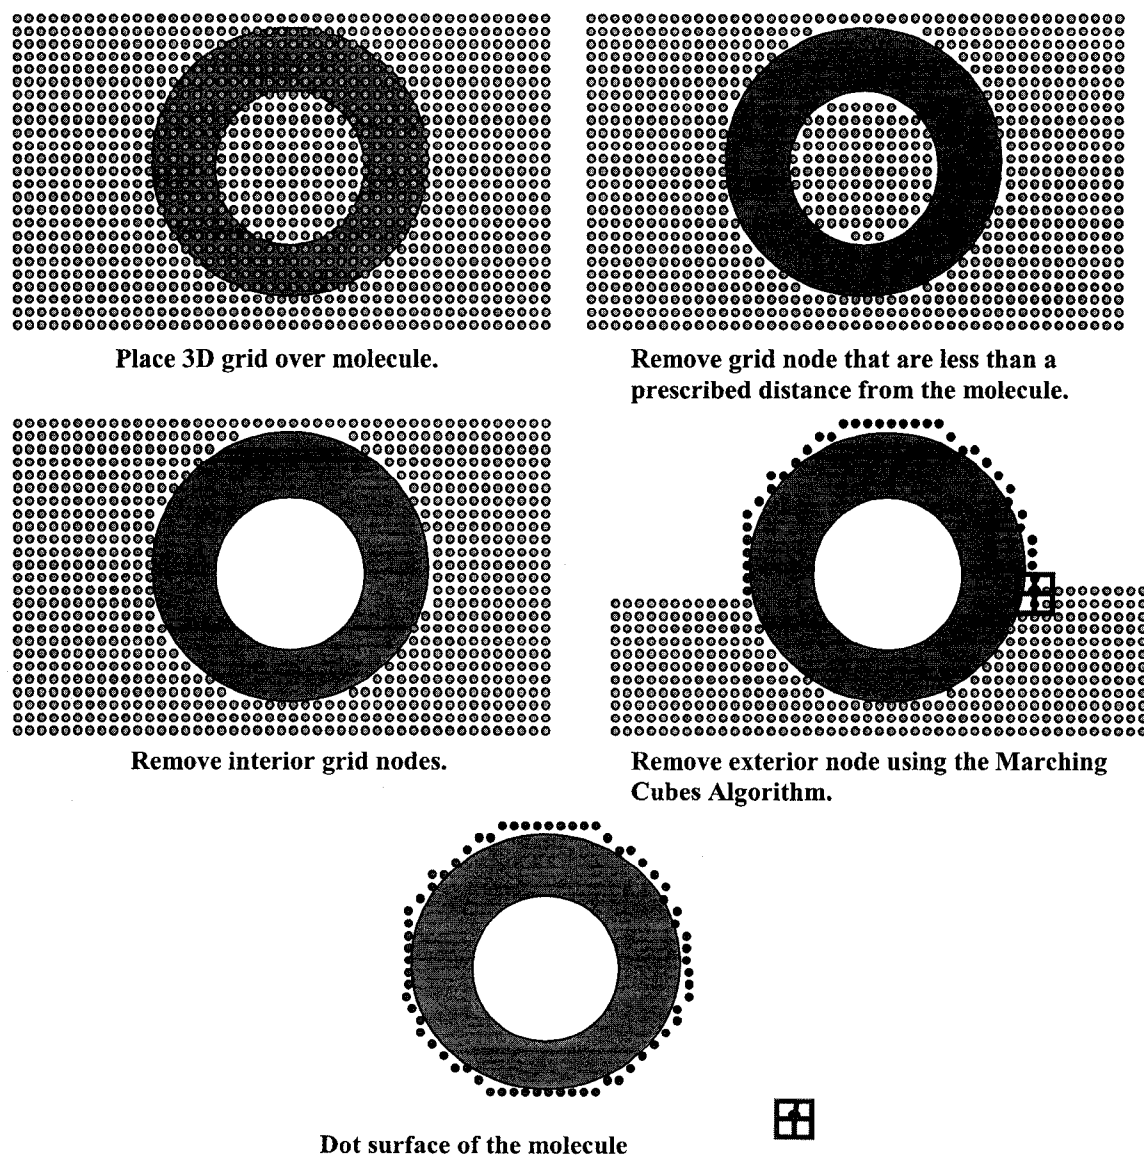 Place 3D grid over molecule.
Remove grid node that are less than a
prescribed distance from the molecule.
Remove interior grid nodes.
Remove exterior node using the Marching
Cubes Algorithm.
Dot surface of the molecule